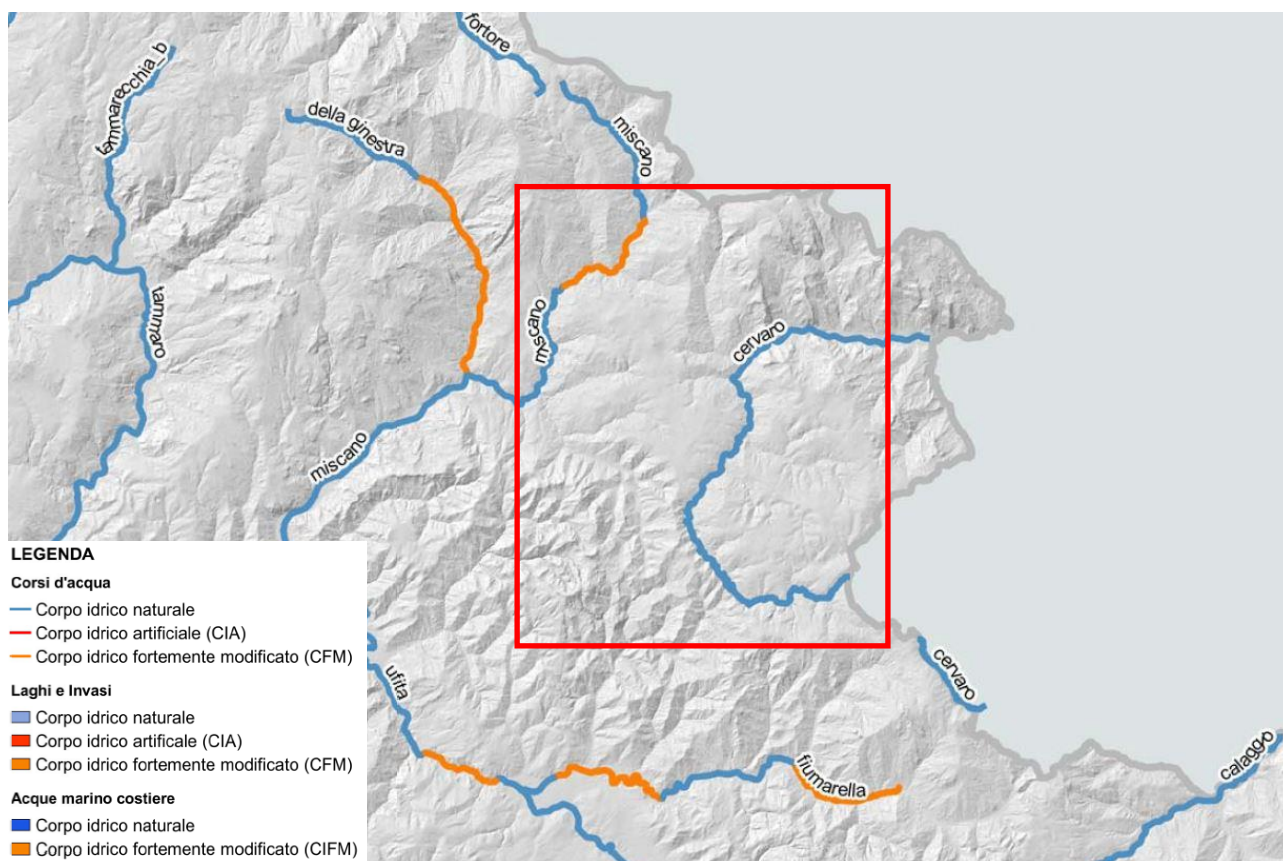 fortore
tammarecchia_b
della ginestra
miscano
tammaro
miscano
cervaro
miscano
LEGENDA
Corsi d'acqua
Corpo idrico naturale
Corpo idrico artificiale (CIA)
Corpo idrico fortemente modificato (CFM)
Laghi e Invasi
Corpo idrico naturale
Corpo idrico artificale (CIA)
Corpo idrico fortemente modificato (CFM)
Acque marino costiere
Corpo idrico naturale
Corpo idrico fortemente modificato (CIFM)
ufita
cervaro
fiumarella
calaggio